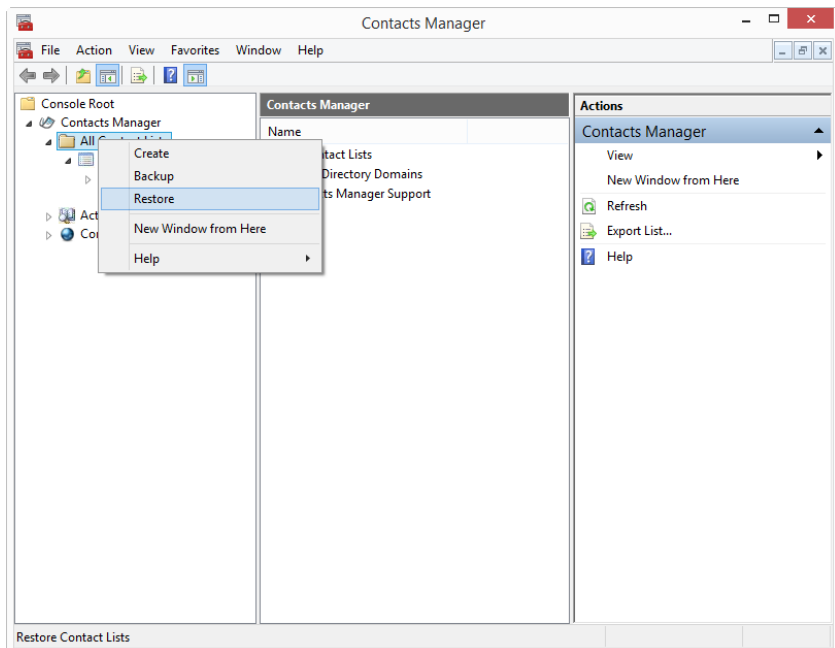 Contacts Manager
File Action View Favorites Window Help
Console Root
Contacts Manager
All
Create
Backup
Restore
New Window from Here
Help
Contacts Manager
Name
Lists
Directory Domains
Manager Support
Actions
Contacts Manager
View
New Window from Here
Refresh
Export List...
Help
Restore Contact Lists